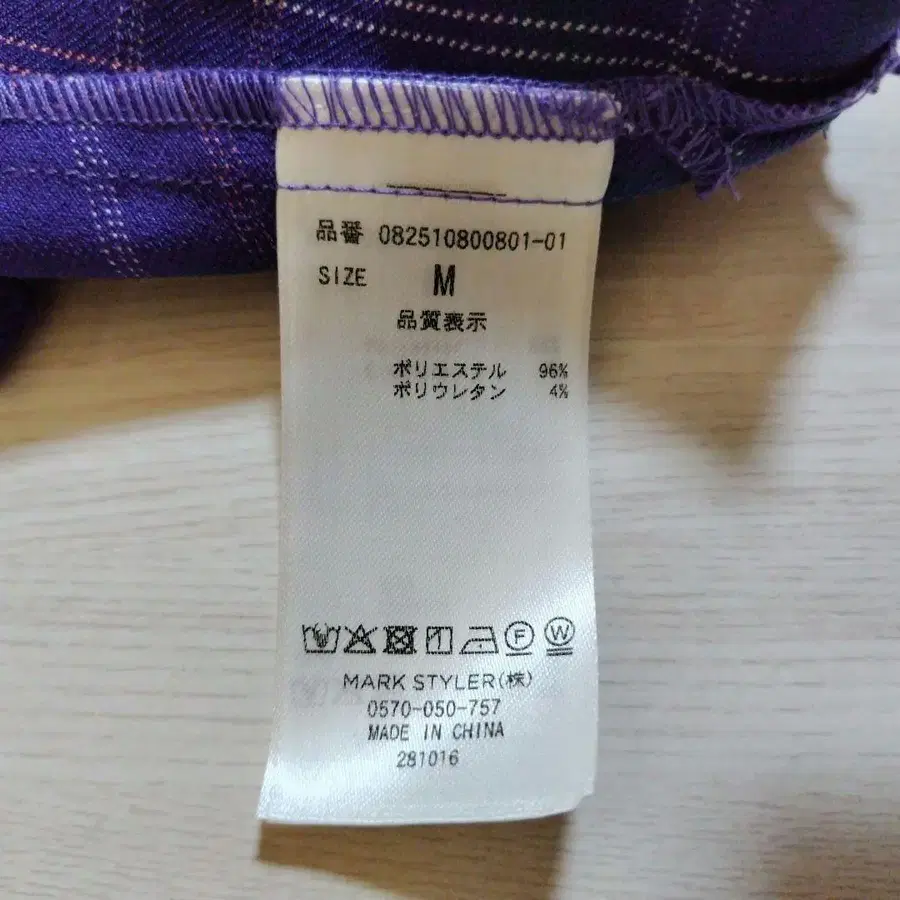 品番 082510800801-01
SIZE M
品質表示
ポリエステル 96%
ポリウレタン 4%
F W
MARK STYLER(株)
0570-050-757
MADE IN CHINA
281016